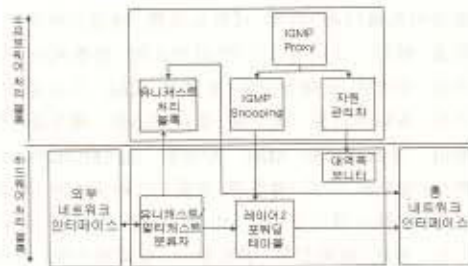 소프트웨어 처리 블록
IGMP
Proxy
유니캐스트
처리
블록
IGMP
Snooping
자원
관리자
하드웨어 처리 블록
대역폭
모니터
외부
네트워크
인터페이스
유니캐스트/
멀티캐스트
분류자
레이어2
포워딩
테이블
홈
네트워크
인터페이스